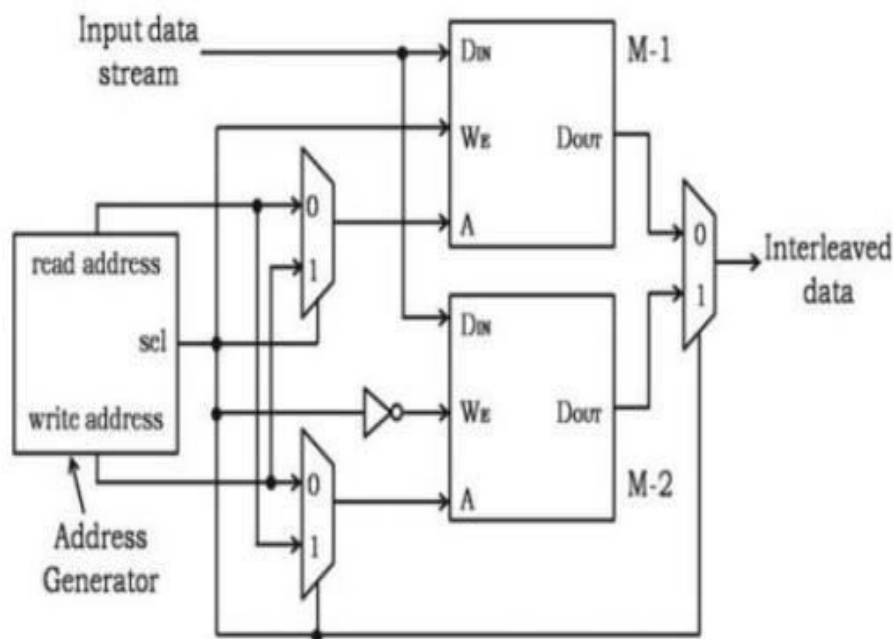 Input data
stream
DIN
M-1
WE
DOUT
A
0
1
read address
sel
write address
0
1
Interleaved
data
DIN
WE
DOUT
A
M-2
0
1
Address
Generator